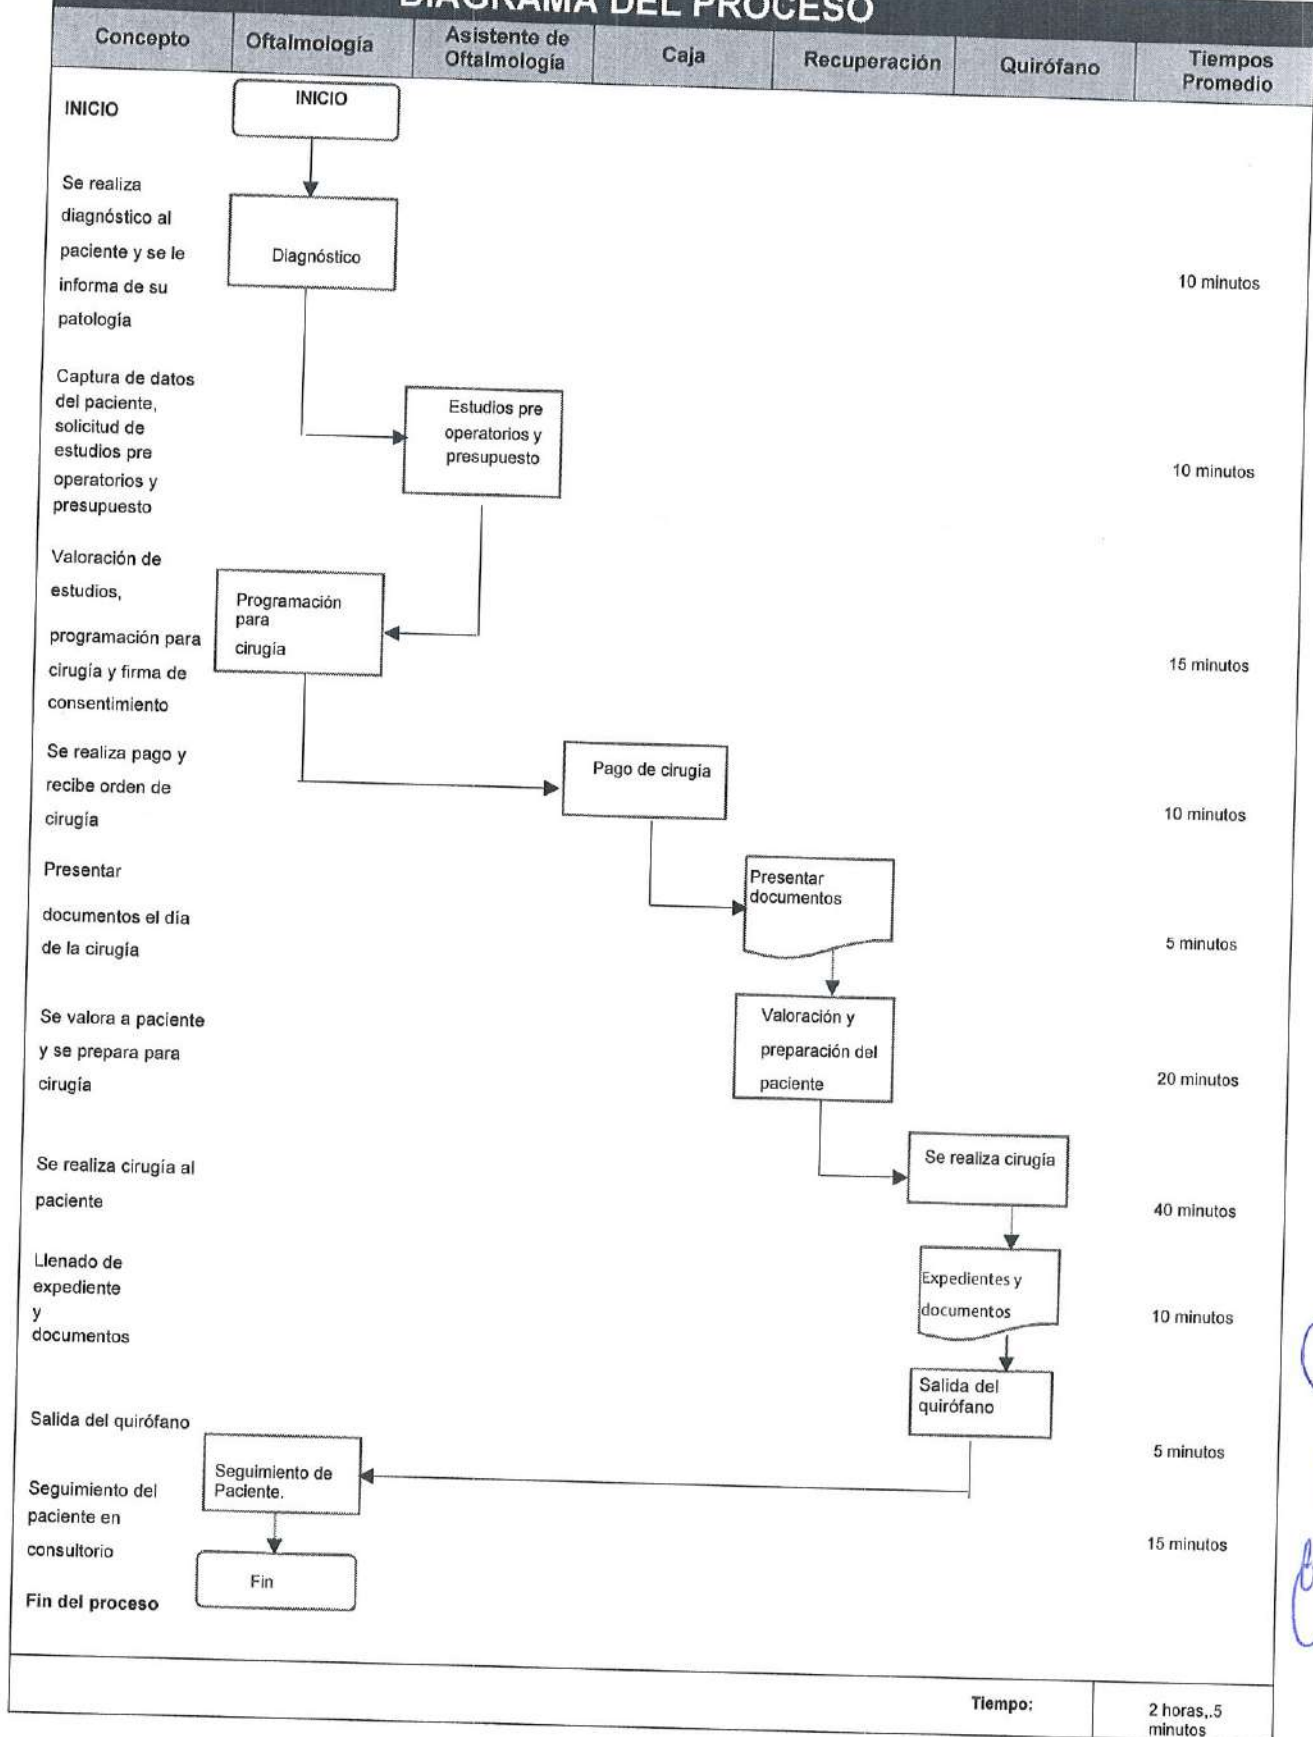 DIAGRAMA DEL PROCESO
Concepto
Oftalmología
Asistente de
Oftalmología
Caja
Recuperación
Quirófano
Tiempos
Promedio
INICIO
INICIO
Se realiza
diagnóstico al
paciente y se le
informa de su
patología
Diagnóstico
10 minutos
Captura de datos
del paciente,
solicitud de
estudios pre
operatorios y
presupuesto
Estudios pre
operatorios y
presupuesto
10 minutos
Valoración de
estudios,
programación para
cirugía y firma de
consentimiento
Programación
para
cirugía
15 minutos
Se realiza pago y
recibe orden de
cirugía
Pago de cirugía
10 minutos
Presentar
documentos el día
de la cirugía
Presentar
documentos
5 minutos
Se valora a paciente
y se prepara para
cirugía
Valoración y
preparación del
paciente
20 minutos
Se realiza cirugía al
paciente
Se realiza cirugía
40 minutos
Llenado de
expediente
y
documentos
Expedientes y
documentos
10 minutos
Salida del quirófano
Salida del
quirófano
5 minutos
Seguimiento del
paciente en
consultorio
Seguimiento de
Paciente.
15 minutos
Fin del proceso
Fin
Tiempo:
2 horas,.5
minutos